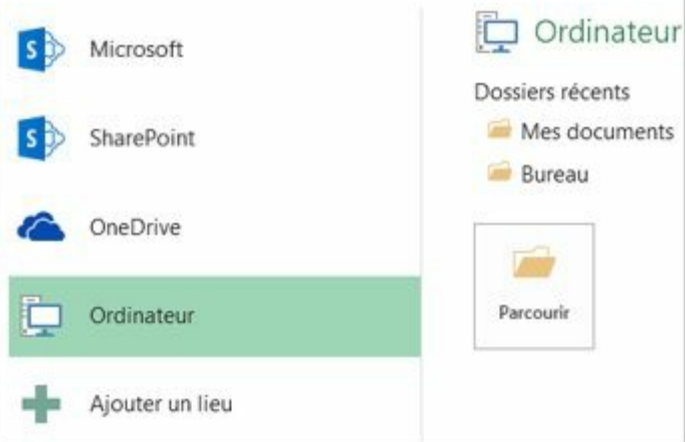 Microsoft
SharePoint
OneDrive
Ordinateur
Ajouter un lieu
Ordinateur
Dossiers récents
Mes documents
Bureau
Parcourir